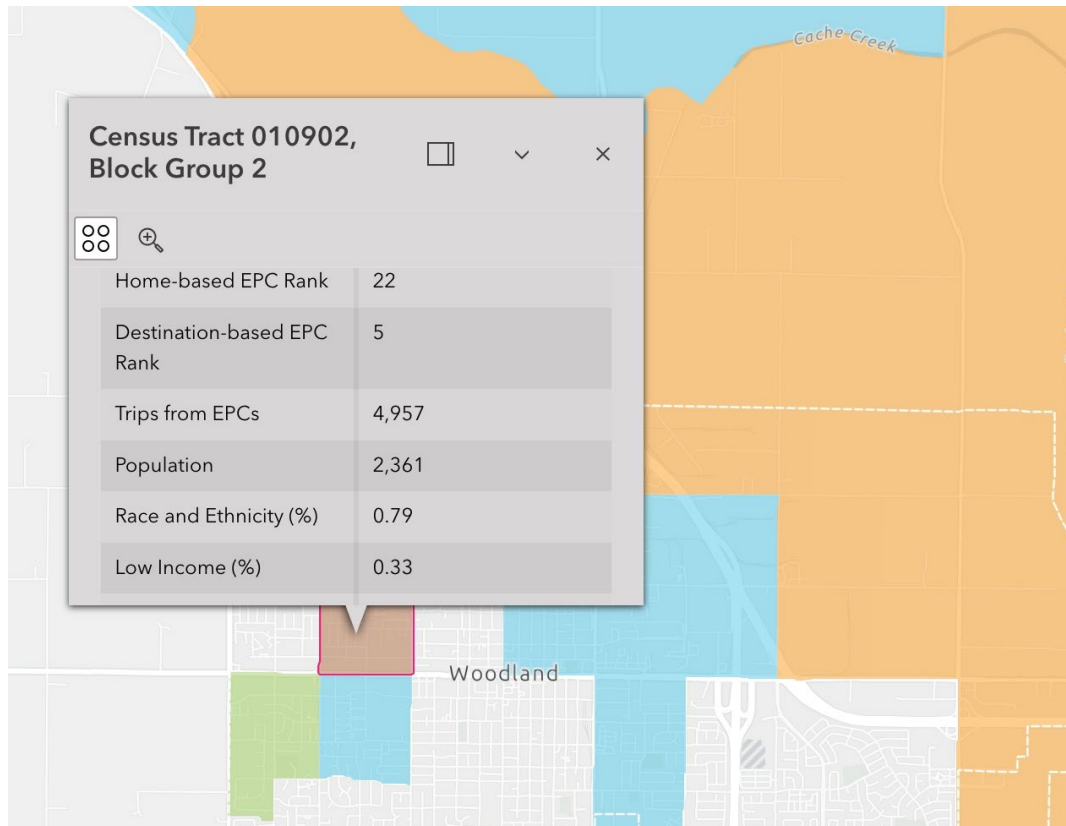 Cache Creek
Census Tract 010902,
Block Group 2
Home-based EPC Rank 22
Destination-based EPC 5
Rank
Trips from EPCs 4,957
Population 2,361
Race and Ethnicity (%) 0.79
Low Income (%) 0.33
Woodland